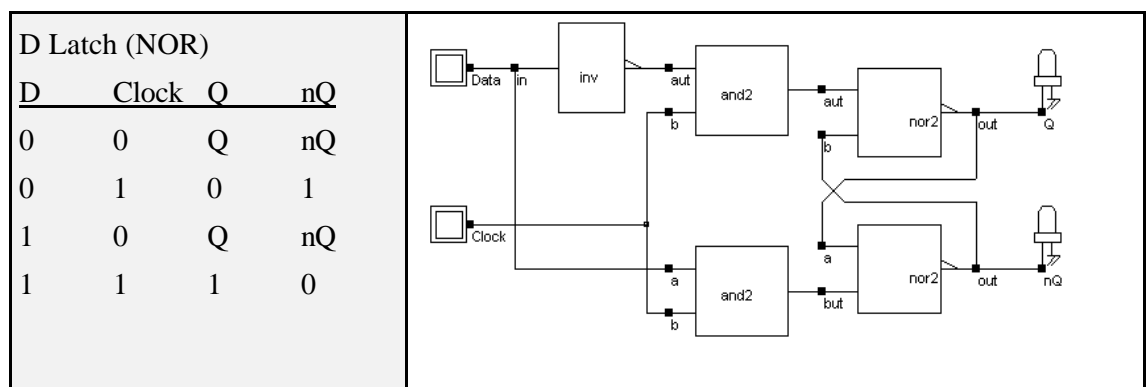 D Latch (NOR)
D Clock Q nQ
0 0 Q nQ
0 1 0 1
1 0 Q nQ
1 1 1 0
Data in inv aut and2 b aut nor2 out Q
b
Clock
a and2 b but a nor2 out nQ